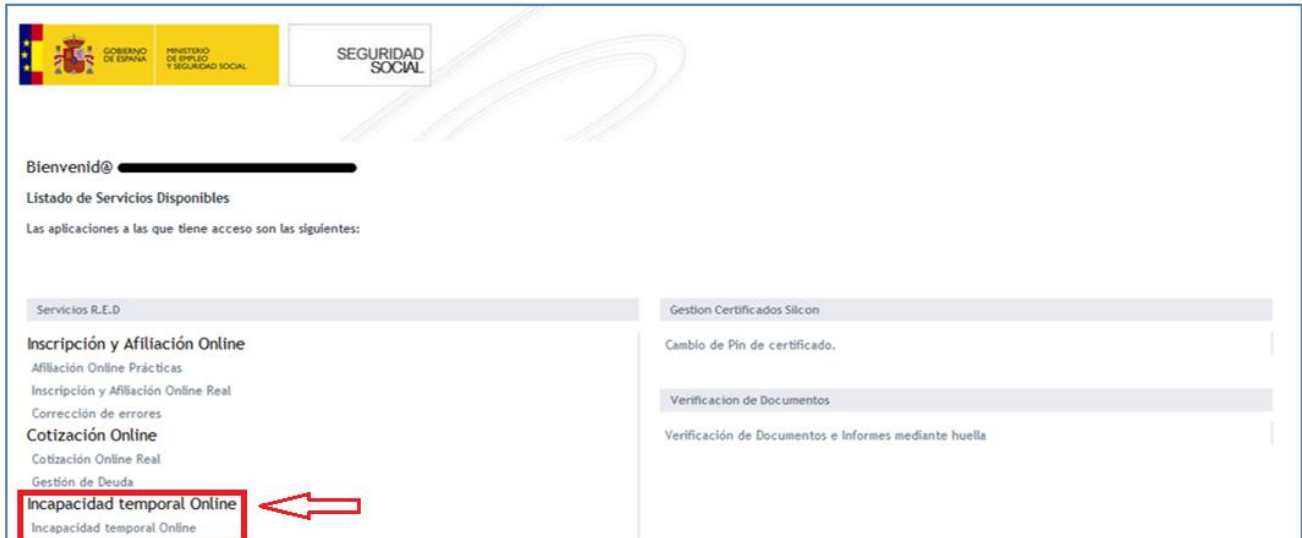 GOBIERNO
DE ESPAÑA
MINISTERIO
DE EMPLEO
Y SEGURIDAD SOCIAL
SEGURIDAD
SOCIAL
Bienvenid@
Listado de Servicios Disponibles
Las aplicaciones a las que tiene acceso son las siguientes:
Servicios R.E.D
Inscripción y Afiliación Online
Afiliación Online Prácticas
Inscripción y Afiliación Online Real
Corrección de errores
Cotización Online
Cotización Online Real
Gestión de Deuda
Incapacidad temporal Online
Incapacidad temporal Online
Gestion Certificados Silcon
Cambio de Pin de certificado.
Verificacion de Documentos
Verificación de Documentos e Informes mediante huella